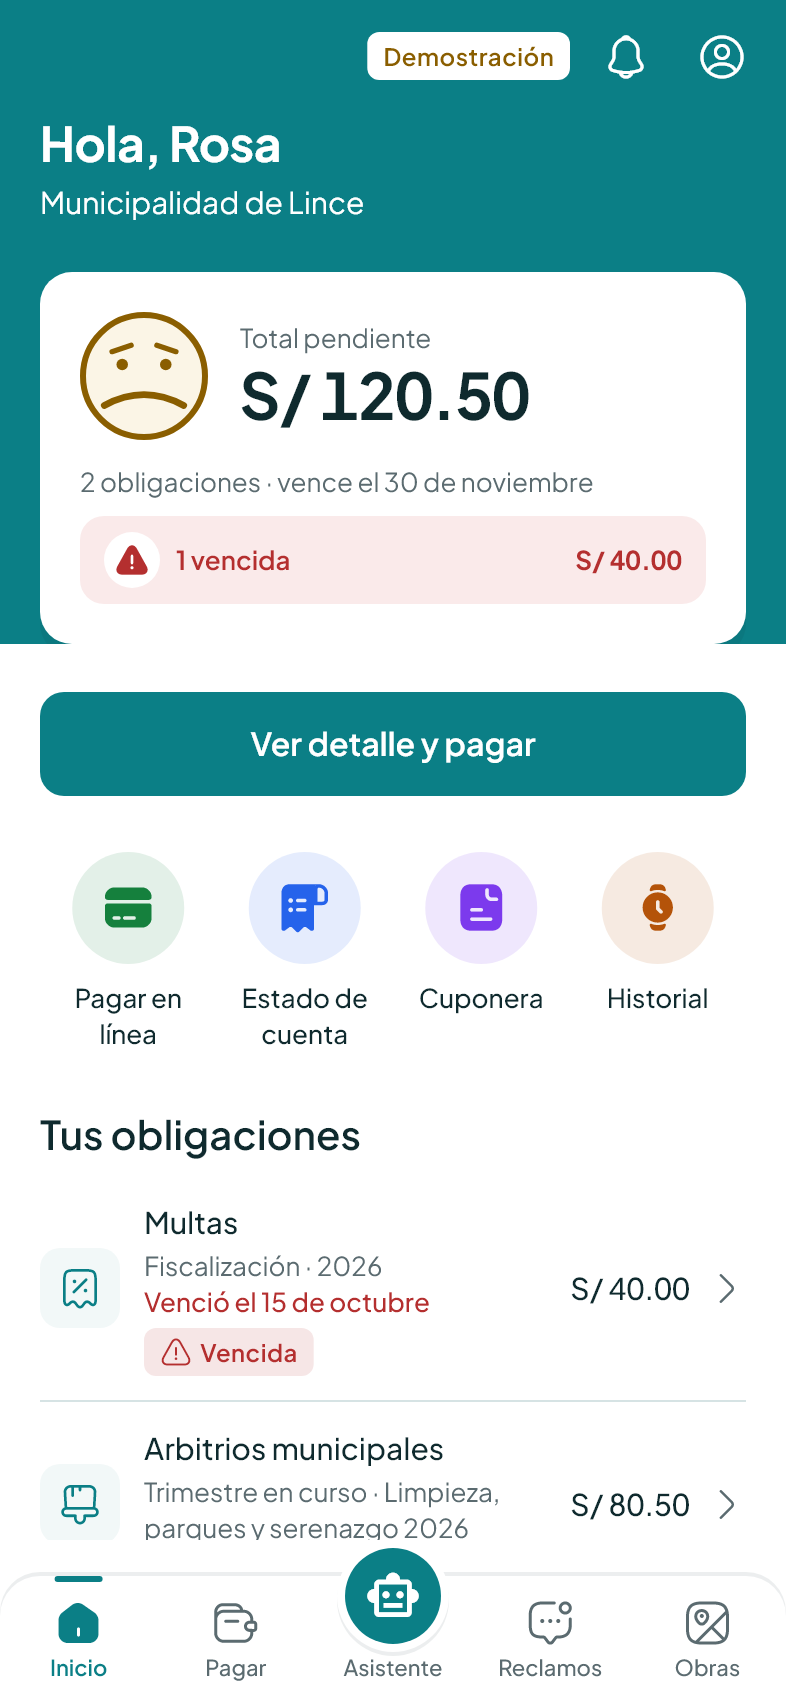 Demostración
Hola, Rosa
Municipalidad de Lince
Total pendiente
S/ 120.50
2 obligaciones · vence el 30 de noviembre
1 vencida
S/ 40.00
Ver detalle y pagar
Pagar en
línea
Estado de
cuenta
Cuponera
Historial
Tus obligaciones
Multas
Fiscalización · 2026
Venció el 15 de octubre
S/ 40.00
Vencida
Arbitrios municipales
Trimestre en curso · Limpieza,
parques y serenazgo 2026
S/ 80.50
Inicio
Pagar
Asistente
Reclamos
Obras